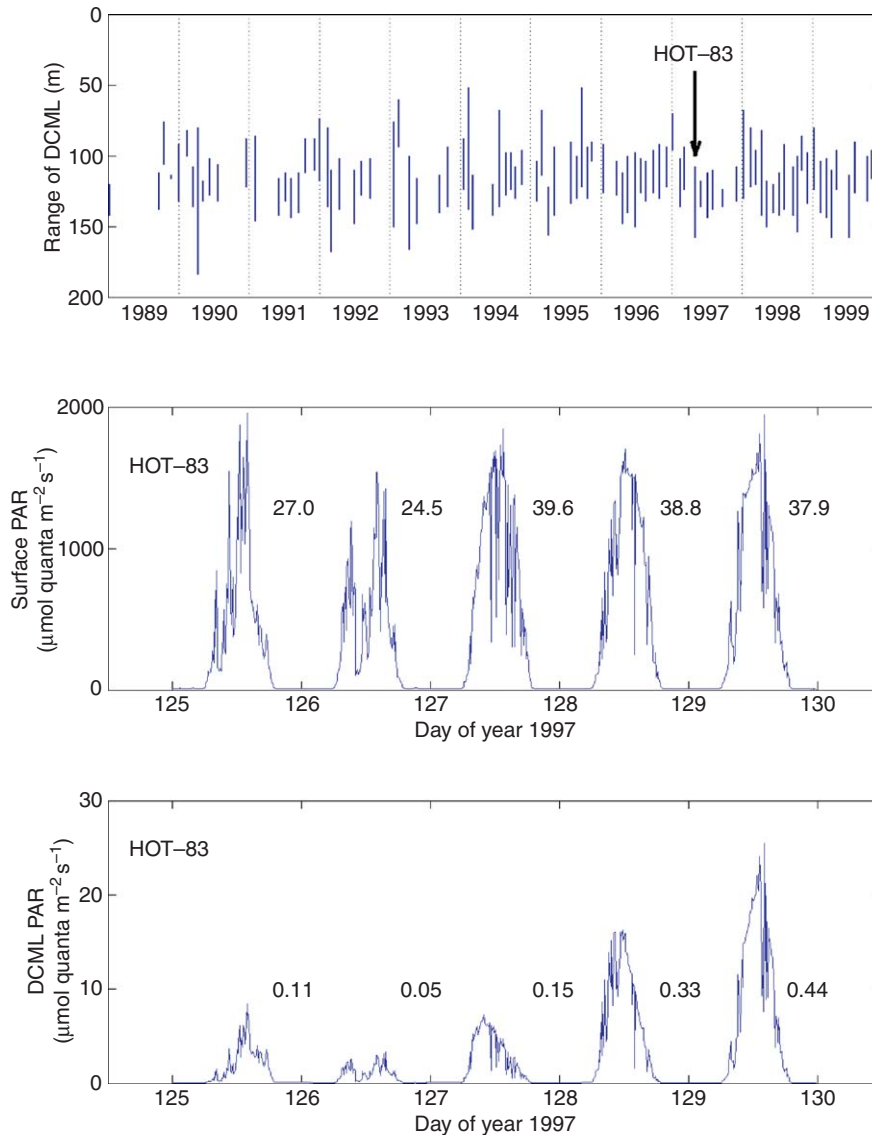 0
50
100
150
200
Range of DCML (m)
HOT–83
1989 1990 1991 1992 1993 1994 1995 1996 1997 1998 1999
2000
1000
0
Surface PAR
(μmol quanta m⁻² s⁻¹)
HOT–83
27.0 24.5 39.6 38.8 37.9
125 126 127 128 129 130
Day of year 1997
30
20
10
0
DCML PAR
(μmol quanta m⁻² s⁻¹)
HOT–83
0.11 0.05 0.15 0.33 0.44
125 126 127 128 129 130
Day of year 1997